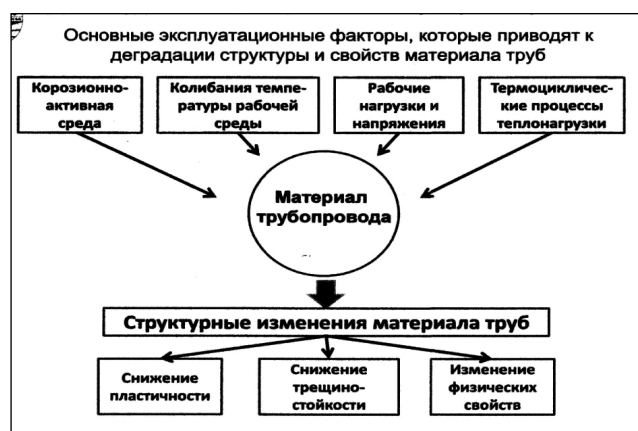 Основные эксплуатационные факторы, которые приводят к
деградации структуры и свойств материала труб
Корозионно-
активная
среда
Колибания темпе-
ратуры рабочей
среды
Рабочие
нагрузки и
напряжения
Термоцикличес-
кие процессы
теплонагрузки
Материал
трубопровода
Структурные изменения материала труб
Снижение
пластичности
Снижение
трещино-
стойкости
Изменение
физических
свойств